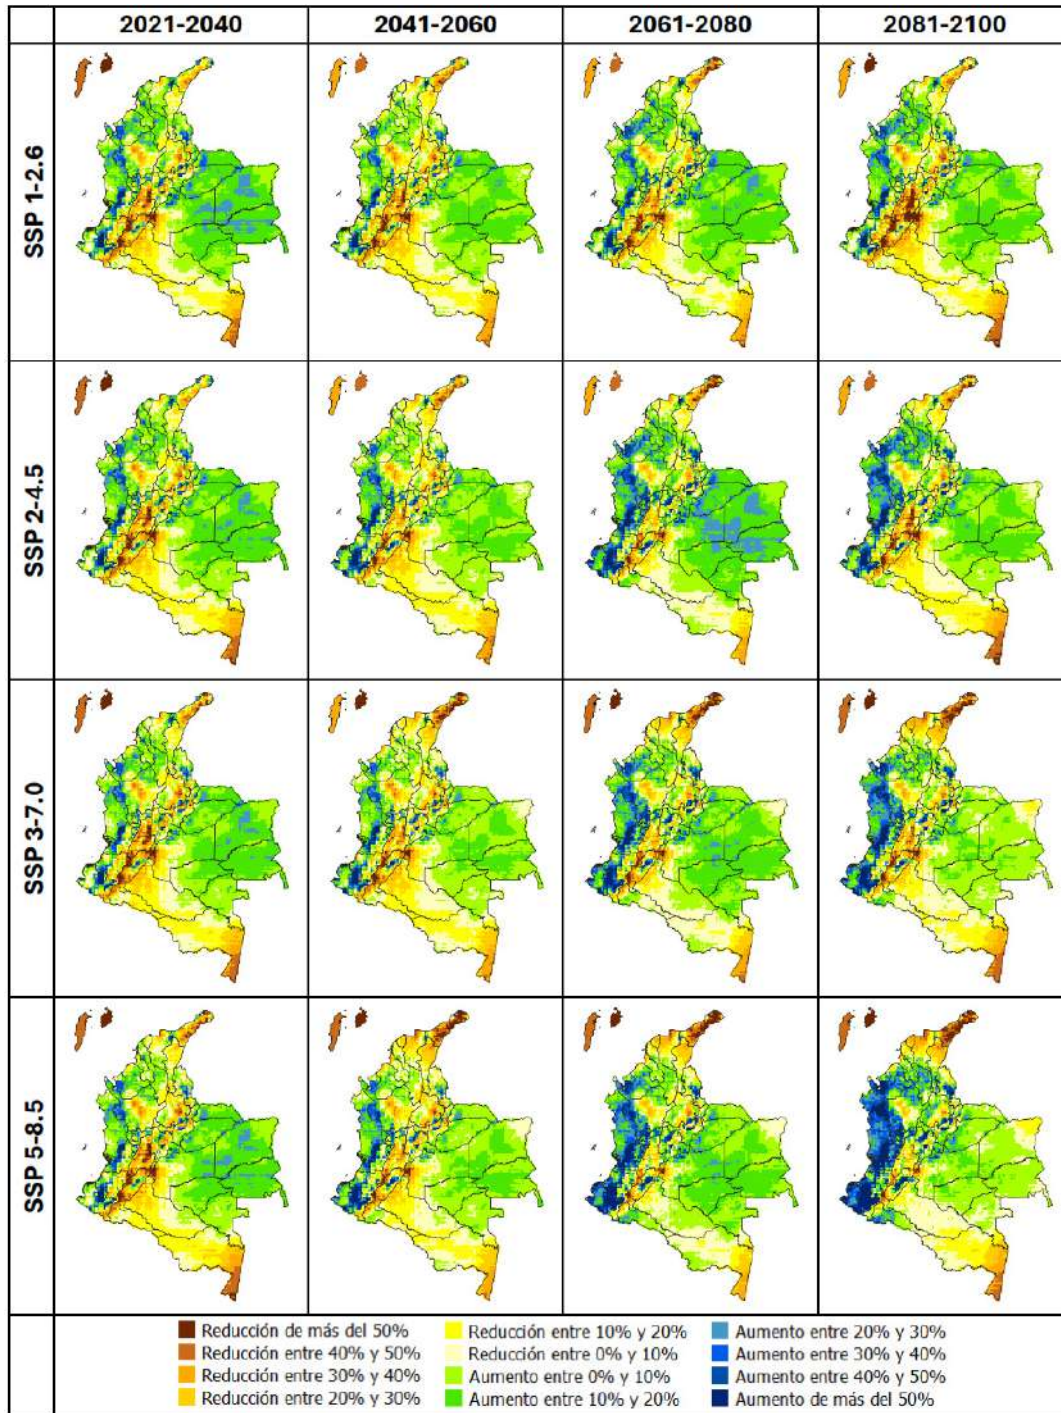 2021-2040 2041-2060 2061-2080 2081-2100
SSP 1-2.6
SSP 2-4.5
SSP 3-7.0
SSP 5-8.5
Reducción de más del 50% Reducción entre 10% y 20% Aumento entre 20% y 30%
Reducción entre 40% y 50% Reducción entre 0% y 10% Aumento entre 30% y 40%
Reducción entre 30% y 40% Aumento entre 0% y 10% Aumento entre 40% y 50%
Reducción entre 20% y 30% Aumento entre 10% y 20% Aumento de más del 50%